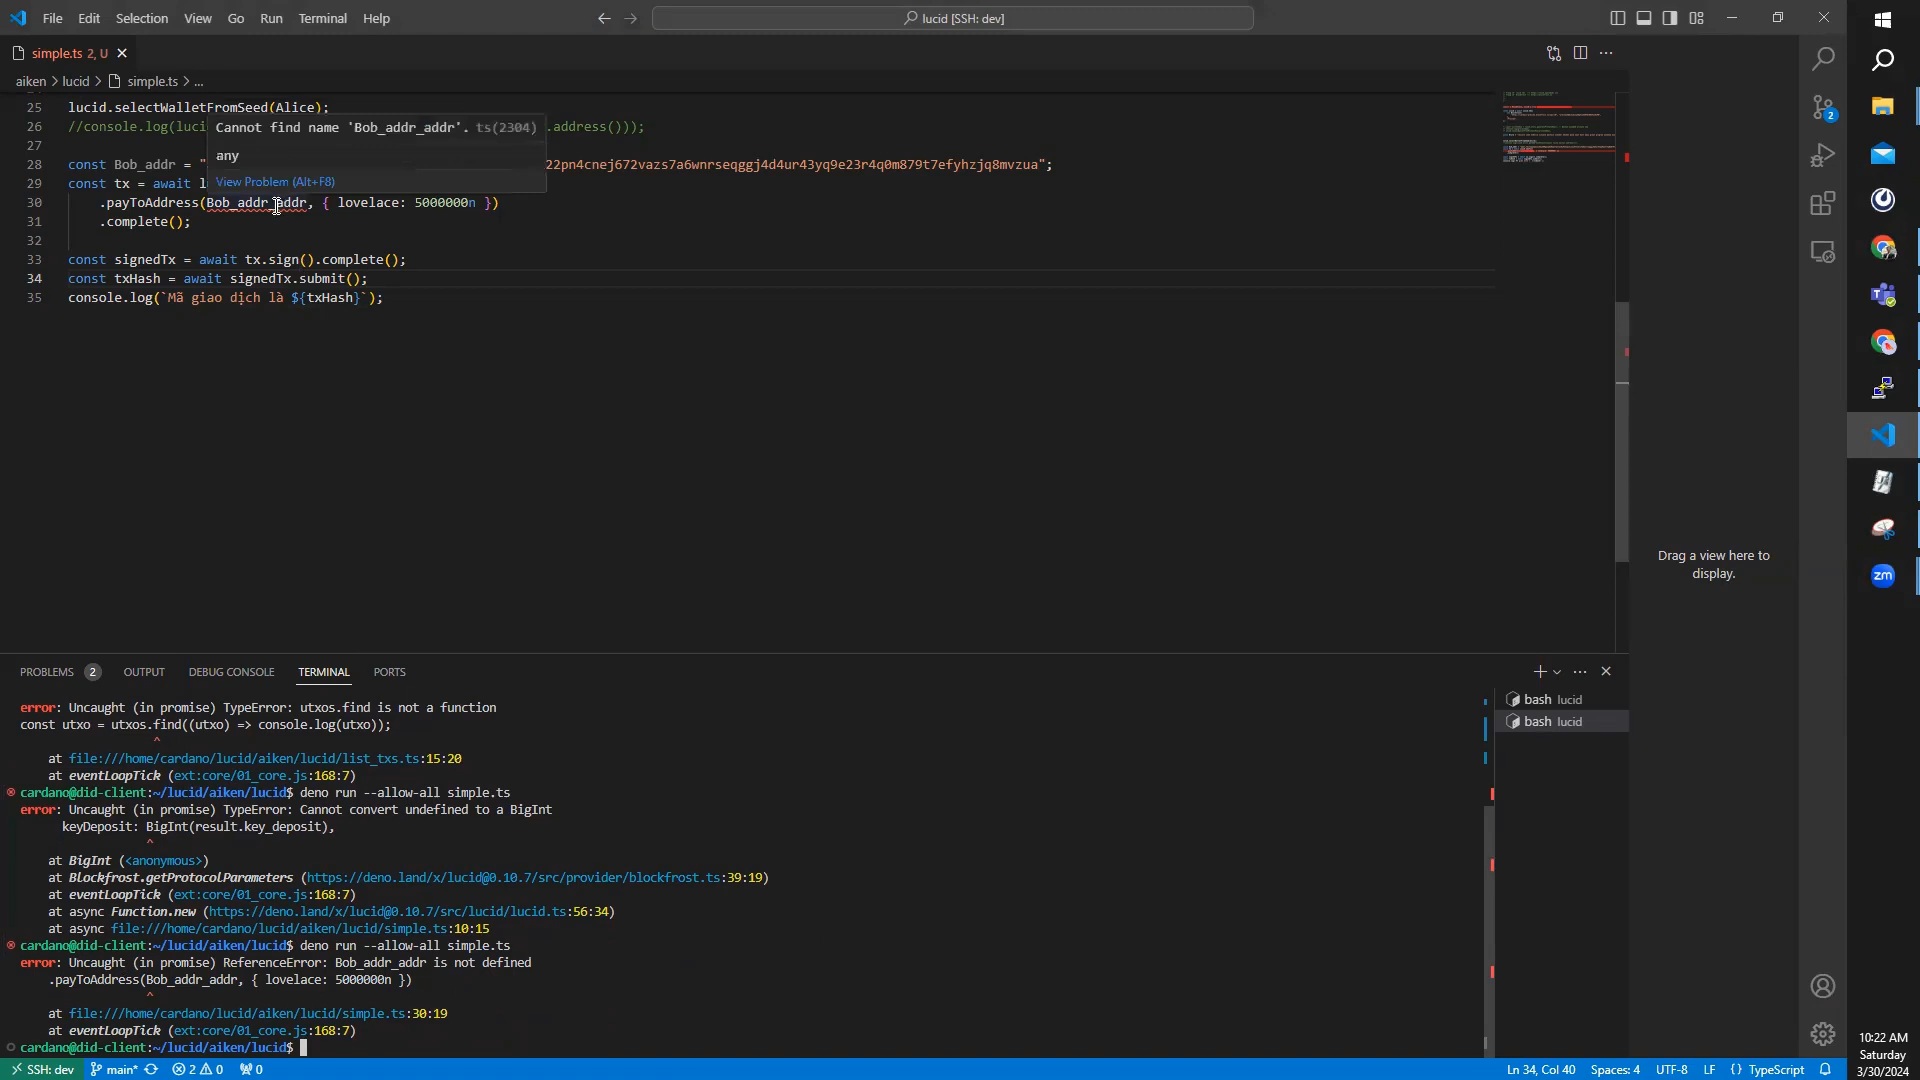 File Edit Selection View Go Run Terminal Help
lucid [SSH: dev]
simple.ts 2, U
aiken > lucid > simple.ts > ...
25 lucid.selectWalletFromSeed(Alice);
26 //console.log(luci .address()));
Cannot find name 'Bob_addr_addr'. ts(2304)
any
View Problem (Alt+F8)
27
28 const Bob_addr = " 22pn4cnej672vazs7a6wnrseqggj4d4ur43yq9e23r4q0m879t7efyhzjq8mvzua";
29 const tx = await lu
30 .payToAddress(Bob_addr_addr, { lovelace: 5000000n })
31 .complete();
32
33 const signedTx = await tx.sign().complete();
34 const txHash = await signedTx.submit();
35 console.log(`Mã giao dịch là ${txHash}`);
Drag a view here to
display.
PROBLEMS 2 OUTPUT DEBUG CONSOLE TERMINAL PORTS
bash lucid
bash lucid
error: Uncaught (in promise) TypeError: utxos.find is not a function
const utxo = utxos.find((utxo) => console.log(utxo));
^
at file:///home/cardano/lucid/aiken/lucid/list_txs.ts:15:20
at eventLoopTick (ext:core/01_core.js:168:7)
cardano@did-client:~/lucid/aiken/lucid$ deno run --allow-all simple.ts
error: Uncaught (in promise) TypeError: Cannot convert undefined to a BigInt
keyDeposit: BigInt(result.key_deposit),
^
at BigInt (<anonymous>)
at Blockfrost.getProtocolParameters (https://deno.land/x/lucid@0.10.7/src/provider/blockfrost.ts:39:19)
at eventLoopTick (ext:core/01_core.js:168:7)
at async Function.new (https://deno.land/x/lucid@0.10.7/src/lucid/lucid.ts:56:34)
at async file:///home/cardano/lucid/aiken/lucid/simple.ts:10:15
cardano@did-client:~/lucid/aiken/lucid$ deno run --allow-all simple.ts
error: Uncaught (in promise) ReferenceError: Bob_addr_addr is not defined
.payToAddress(Bob_addr_addr, { lovelace: 5000000n })
^
at file:///home/cardano/lucid/aiken/lucid/simple.ts:30:19
at eventLoopTick (ext:core/01_core.js:168:7)
cardano@did-client:~/lucid/aiken/lucid$
SSH: dev main* 2 0 0
Ln 34, Col 40 Spaces: 4 UTF-8 LF {} TypeScript
2
zm
10:22 AM
Saturday
3/30/2024